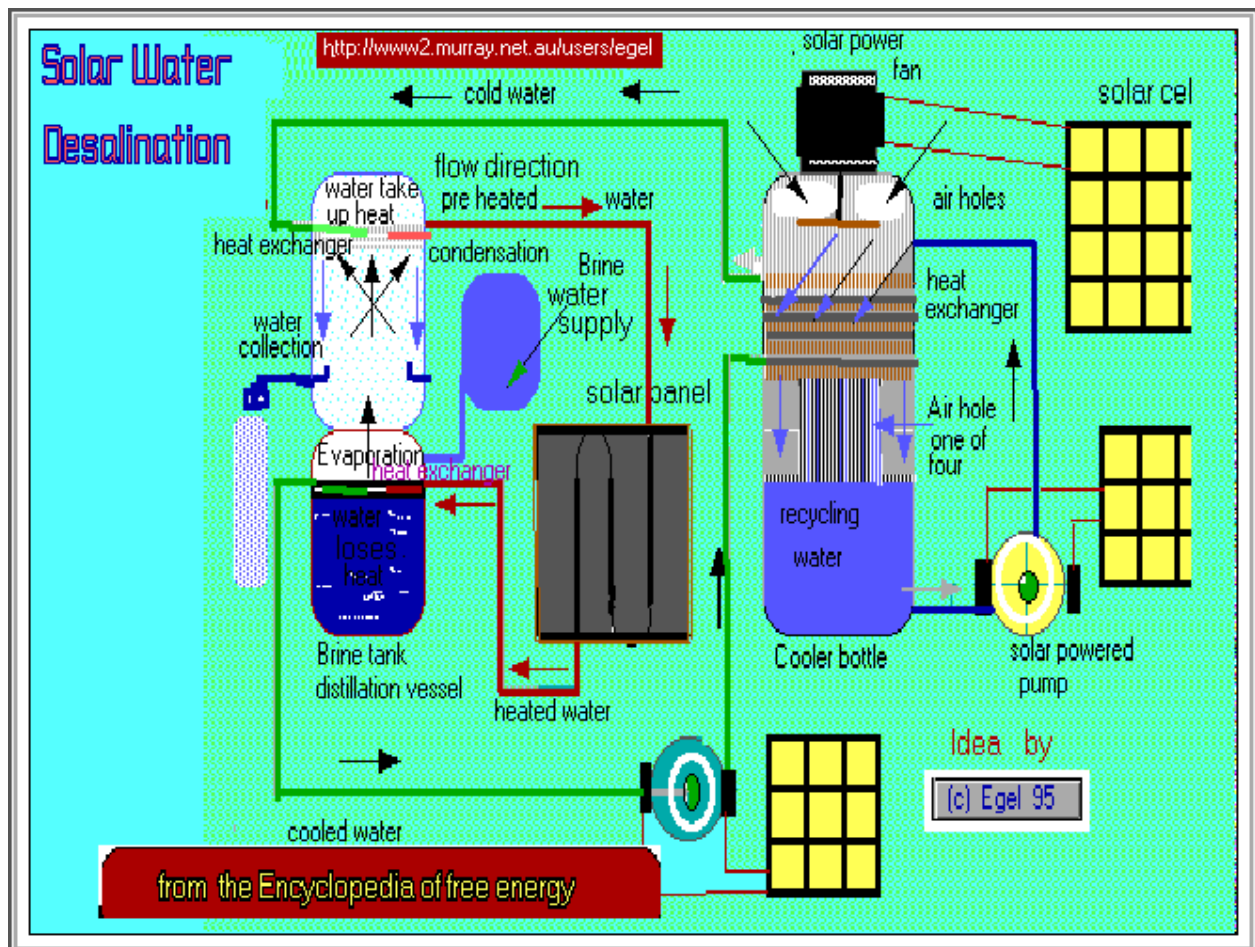 Solar Water
Desalination
http://www2.murray.net.au/users/egel
solar power
fan
solar cel
cold water
flow direction
pre heated
water
water take
up heat
heat exchanger
condensation
air holes
Brine
water
supply
heat
exchanger
water
collection
solar panel
Air hole
one of
four
Evaporation
heat exchanger
water
loses
heat
recycling
water
Brine tank
distillation vessel
heated water
Cooler bottle
solar powered
pump
Idea by
(c) Egel 95
cooled water
from the Encyclopedia of free energy